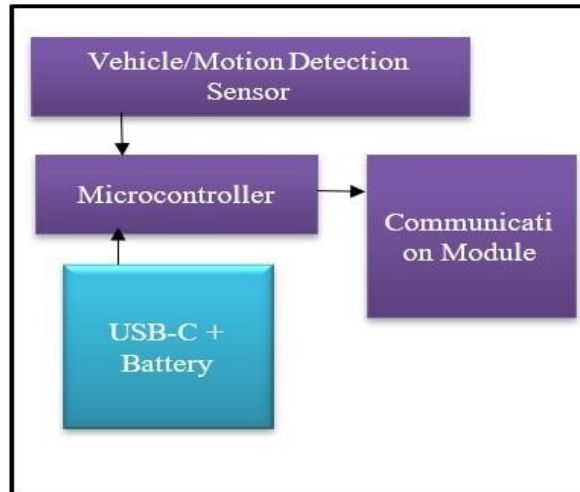 Vehicle/Motion Detection
Sensor
Microcontroller
Communicati
on Module
USB-C +
Battery